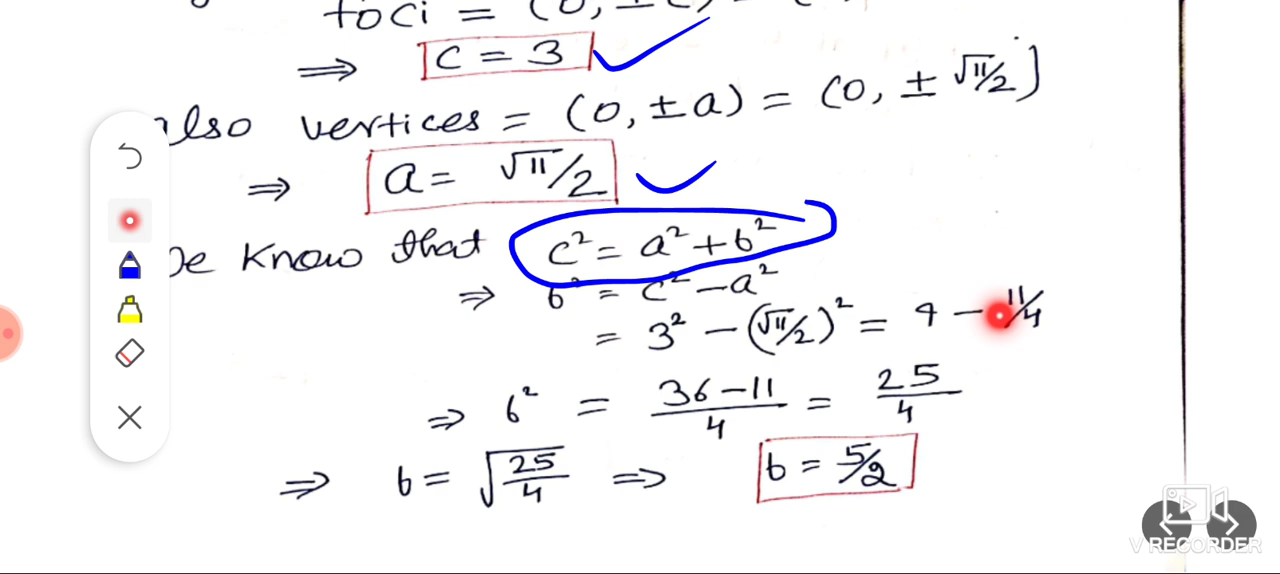 foci = (0, ±c) = (
⇒ c = 3
also vertices = (0, ±a) = (0, ± √11/2)
⇒ a = √11/2
we know that c² = a² + b²
⇒ b² = c² - a²
= 3² - (√11/2)² = 9 - 11/4
⇒ b² = 36-11/4 = 25/4
⇒ b = √25/4 ⇒ b = 5/2
V RECORDER